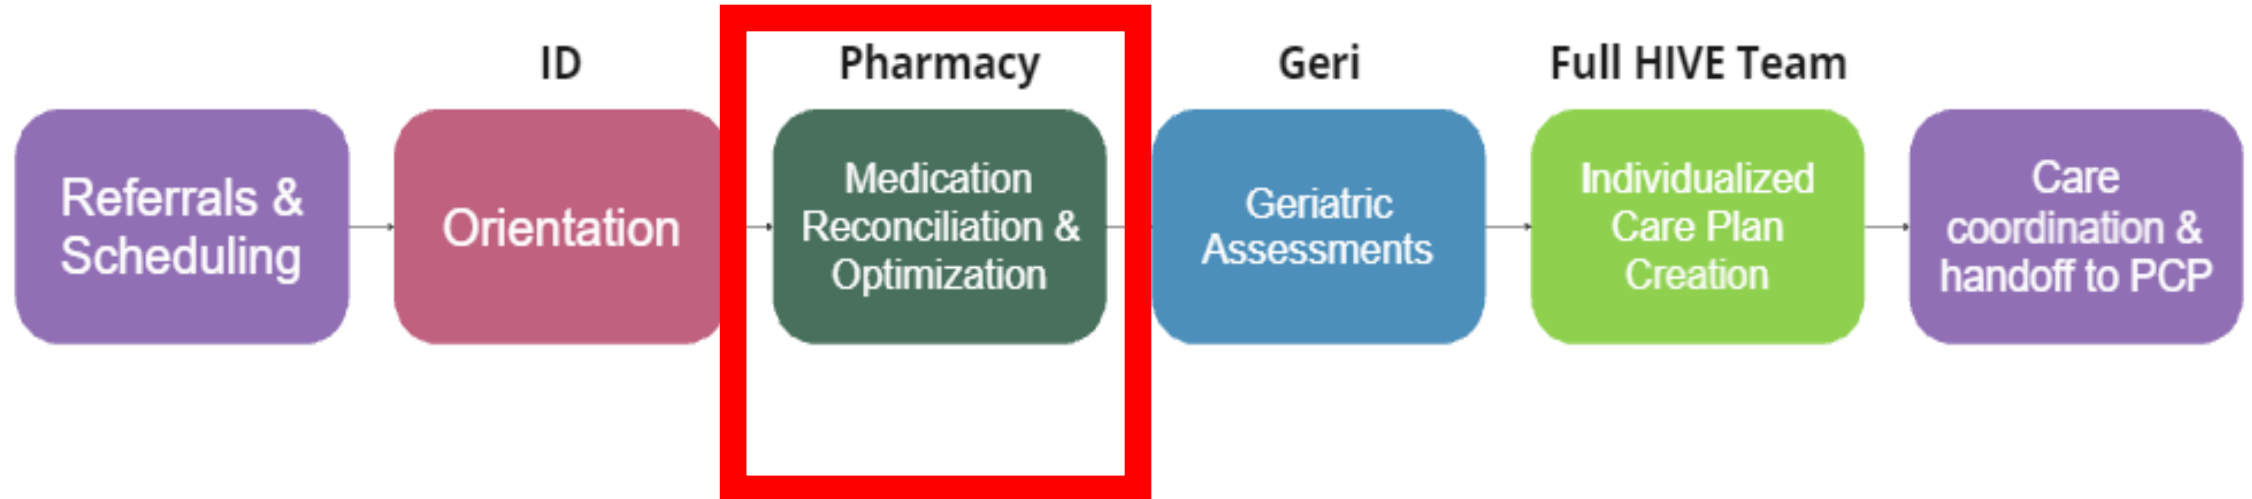 ID
Pharmacy
Geri
Full HIVE Team
Referrals &
Scheduling
Orientation
Medication
Reconciliation &
Optimization
Geriatric
Assessments
Individualized
Care Plan
Creation
Care
coordination &
handoff to PCP